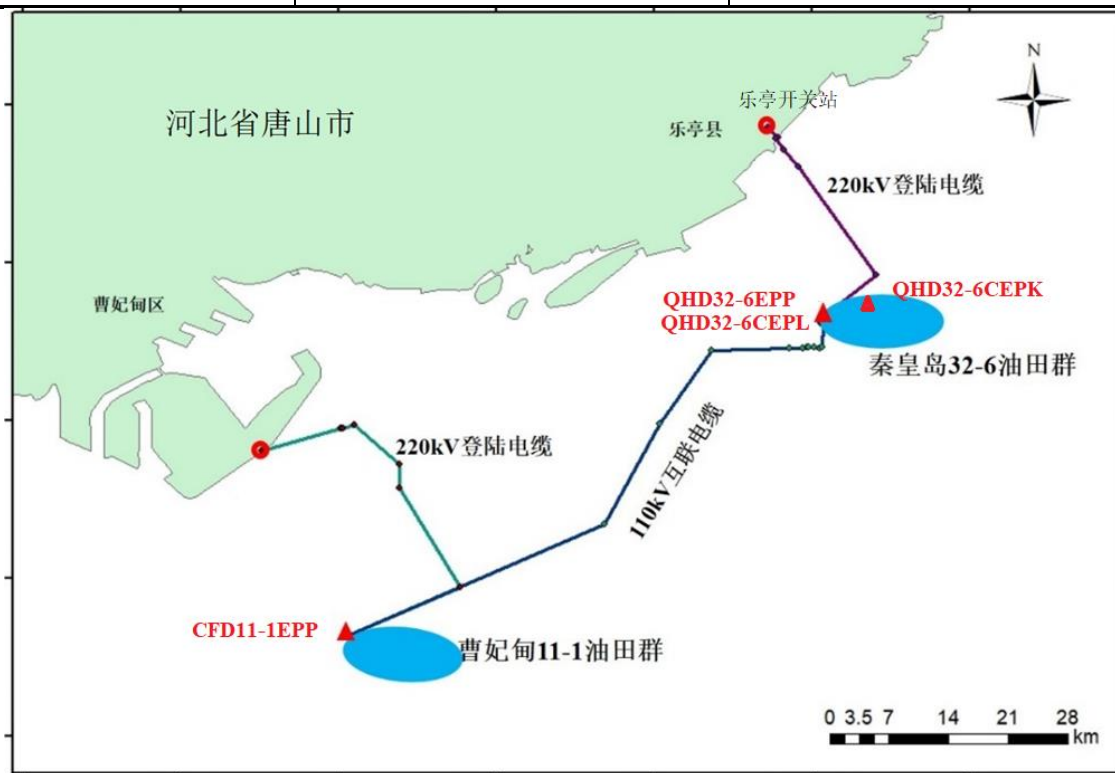 N
乐亭开关站
河北省唐山市
乐亭县
220kV登陆电缆
曹妃甸区
QHD32-6EPP
QHD32-6CEPK
QHD32-6CEPL
秦皇岛32-6油田群
220kV登陆电缆
110kV互联电缆
CFD11-1EPP
曹妃甸11-1油田群
0 3.5 7 14 21 28
km